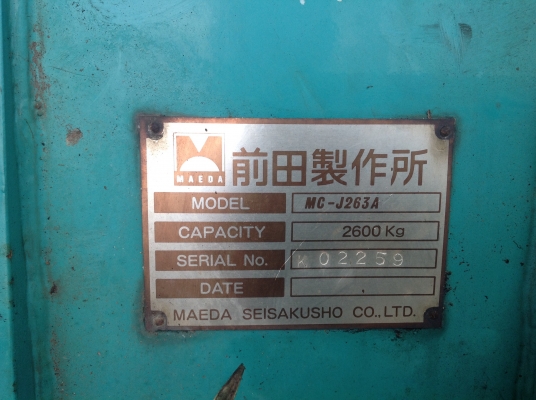 MAEDA 前田製作所
MODEL MC-J263A
CAPACITY 2600 Kg
SERIAL No. K02259
DATE
MAEDA SEISAKUSHO CO.,LTD.